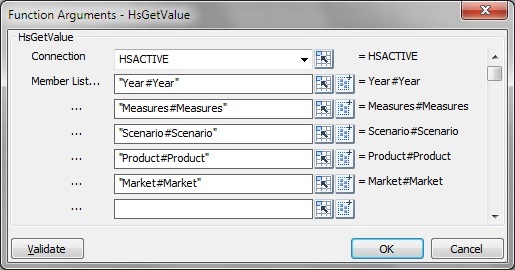 Function Arguments - HsGetValue
HsGetValue
Connection HSACTIVE = HSACTIVE
Member List... "Year#Year" = Year#Year
... "Measures#Measures" = Measures#Measures
... "Scenario#Scenario" = Scenario#Scenario
... "Product#Product" = Product#Product
... "Market#Market" = Market#Market
...
Validate OK Cancel